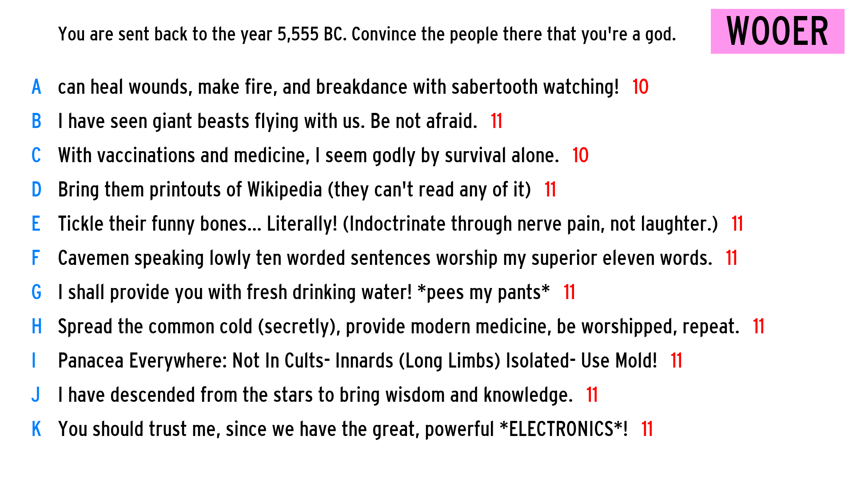 You are sent back to the year 5,555 BC. Convince the people there that you're a god.
WOOER
A can heal wounds, make fire, and breakdance with sabertooth watching! 10
B I have seen giant beasts flying with us. Be not afraid. 11
C With vaccinations and medicine, I seem godly by survival alone. 10
D Bring them printouts of Wikipedia (they can't read any of it) 11
E Tickle their funny bones... Literally! (Indoctrinate through nerve pain, not laughter.) 11
F Cavemen speaking lowly ten worded sentences worship my superior eleven words. 11
G I shall provide you with fresh drinking water! *pees my pants* 11
H Spread the common cold (secretly), provide modern medicine, be worshipped, repeat. 11
I Panacea Everywhere: Not In Cults- Innards (Long Limbs) Isolated- Use Mold! 11
J I have descended from the stars to bring wisdom and knowledge. 11
K You should trust me, since we have the great, powerful *ELECTRONICS*! 11